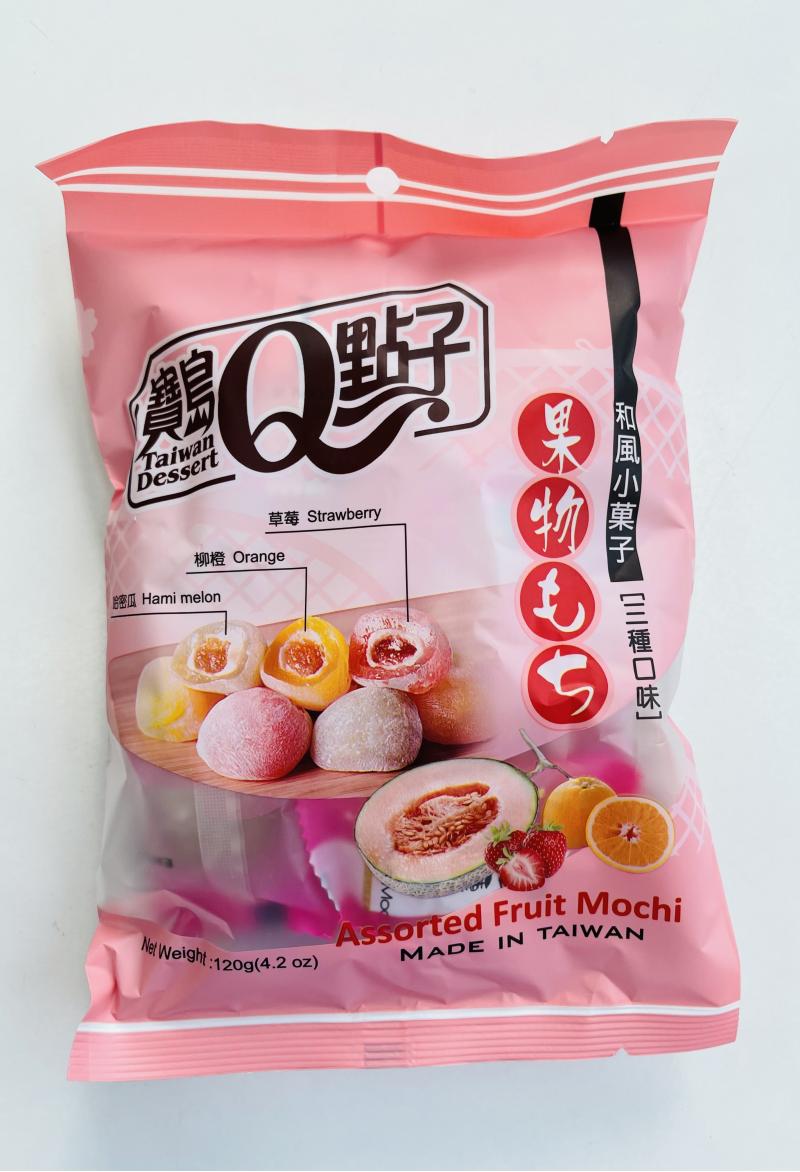 寶島
Q點子
Taiwan
Dessert
和風小菓子
[三種口味]
果物もち
草莓 Strawberry
柳橙 Orange
哈密瓜 Hami melon
Assorted Fruit Mochi
MADE IN TAIWAN
Net Weight :120g(4.2 oz)